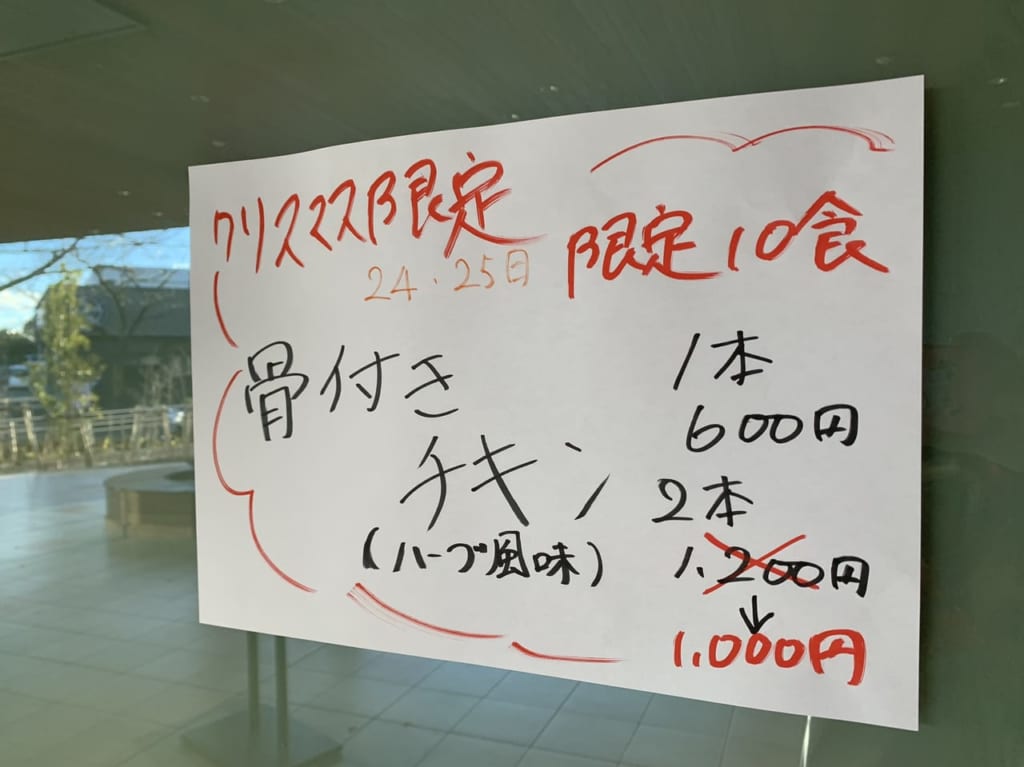 クリスマス限定
24・25日
限定10食
骨付き
チキン
(ハーブ風味)
1本
600円
2本
1.200円
↓
1.000円